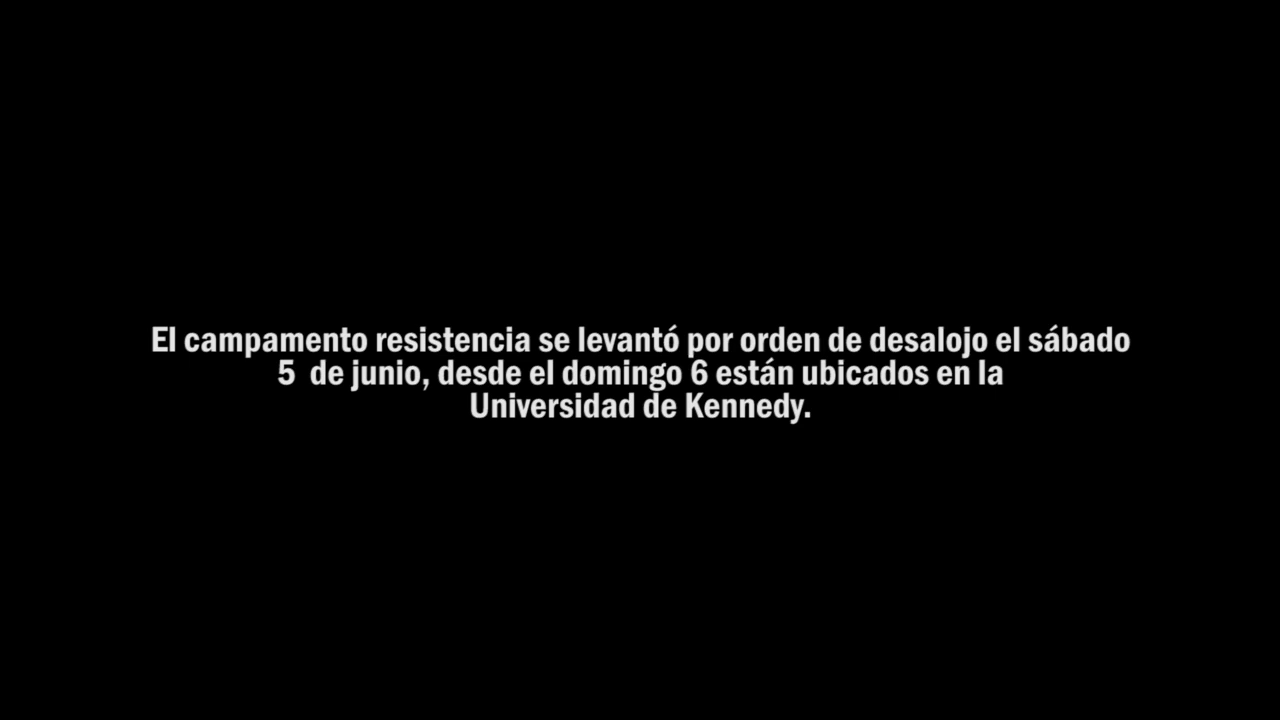 El campamento resistencia se levantó por orden de desalojo el sábado
5  de junio, desde el domingo 6 están ubicados en la
Universidad de Kennedy.